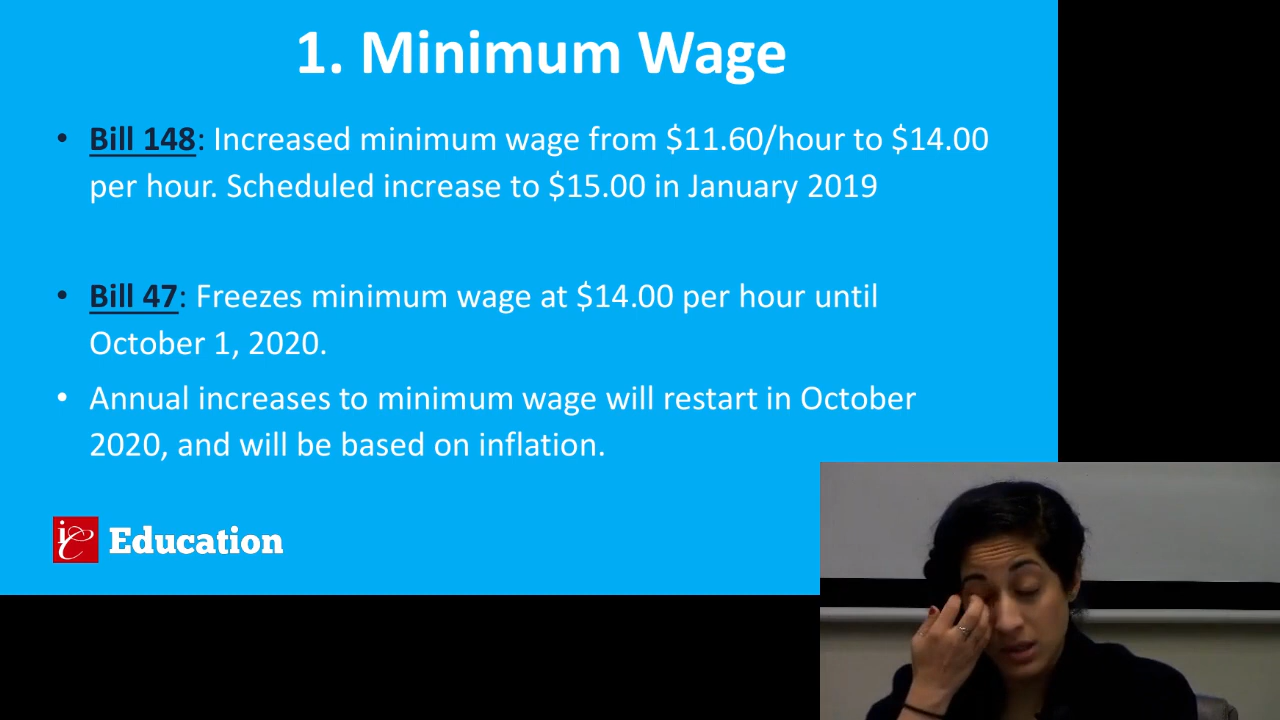 1. Minimum Wage
• Bill 148: Increased minimum wage from $11.60/hour to $14.00
per hour. Scheduled increase to $15.00 in January 2019
• Bill 47: Freezes minimum wage at $14.00 per hour until
October 1, 2020.
• Annual increases to minimum wage will restart in October
2020, and will be based on inflation.
ie Education